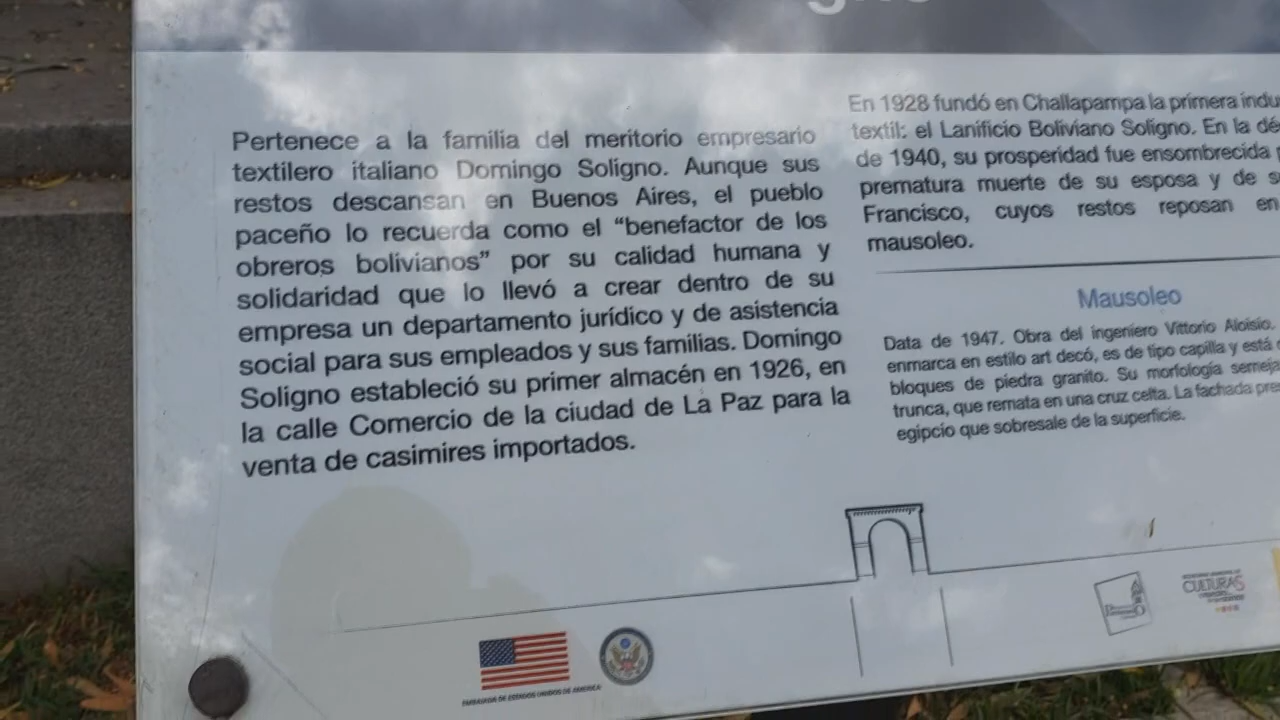 Pertenece a la familia del meritorio empresario
textilero italiano Domingo Soligno. Aunque sus
restos descansan en Buenos Aires, el pueblo
paceño lo recuerda como el “benefactor de los
obreros bolivianos” por su calidad humana y
solidaridad que lo llevó a crear dentro de su
empresa un departamento jurídico y de asistencia
social para sus empleados y sus familias. Domingo
Soligno estableció su primer almacén en 1926, en
la calle Comercio de la ciudad de La Paz para la
venta de casimires importados.
En 1928 fundó en Challapampa la primera indu
textil: el Lanificio Boliviano Soligno. En la dé
de 1940, su prosperidad fue ensombrecida
prematura muerte de su esposa y de s
Francisco, cuyos restos reposan en
mausoleo.
Mausoleo
Data de 1947. Obra del ingeniero Vittorio Aloisio.
enmarca en estilo art decó, es de tipo capilla y está
bloques de piedra granito. Su morfología semeja
trunca, que remata en una cruz celta. La fachada pre
egipcio que sobresale de la superficie.
EMBAJADA DE ESTADOS UNIDOS DE AMERICA
CULTURAS